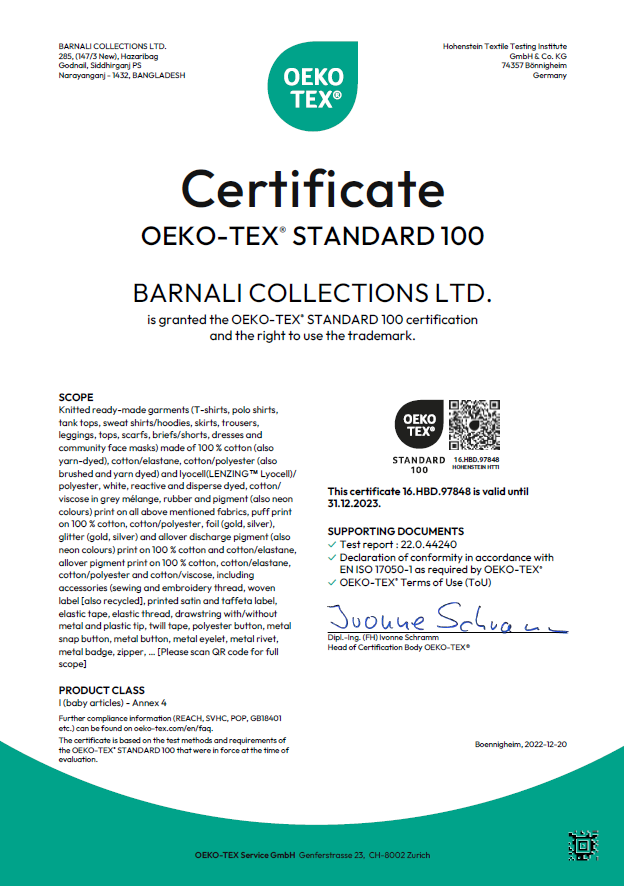 BARNALI COLLECTIONS LTD.
285, (147/3 New), Hazaribag
Godnail, Siddhirganj PS
Narayanganj - 1432, BANGLADESH
OEKO
TEX®
Hohenstein Textile Testing Institute
GmbH & Co. KG
74357 Bönnigheim
Germany
Certificate
OEKO-TEX® STANDARD 100
BARNALI COLLECTIONS LTD.
is granted the OEKO-TEX® STANDARD 100 certification
and the right to use the trademark.
SCOPE
Knitted ready-made garments (T-shirts, polo shirts,
tank tops, sweat shirts/hoodies, skirts, trousers,
leggings, tops, scarfs, briefs/shorts, dresses and
community face masks) made of 100 % cotton (also
yarn-dyed), cotton/elastane, cotton/polyester (also
brushed and yarn dyed) and lyocell(LENZING™ Lyocell)/
polyester, white, reactive and disperse dyed, cotton/
viscose in grey mélange, rubber and pigment (also neon
colours) print on all above mentioned fabrics, puff print
on 100 % cotton, cotton/polyester, foil (gold, silver),
glitter (gold, silver) and allover discharge pigment (also
neon colours) print on 100 % cotton and cotton/elastane,
allover pigment print on 100 % cotton, cotton/elastane,
cotton/polyester and cotton/viscose, including
accessories (sewing and embroidery thread, woven
label [also recycled], printed satin and taffeta label,
elastic tape, elastic thread, drawstring with/without
metal and plastic tip, twill tape, polyester button, metal
snap button, metal button, metal eyelet, metal rivet,
metal badge, zipper, ... [Please scan QR code for full
scope]
PRODUCT CLASS
I (baby articles) - Annex 4
Further compliance information (REACH, SVHC, POP, GB18401
etc.) can be found on oeko-tex.com/en/faq.
The certificate is based on the test methods and requirements of
the OEKO-TEX® STANDARD 100 that were in force at the time of
evaluation.
OEKO
TEX®
STANDARD
100
16.HBD.97848
HOHENSTEIN HTTI
This certificate 16.HBD.97848 is valid until
31.12.2023.
SUPPORTING DOCUMENTS
✓ Test report : 22.0.44240
✓ Declaration of conformity in accordance with
EN ISO 17050-1 as required by OEKO-TEX®
✓ OEKO-TEX® Terms of Use (ToU)
Ivonne Schramm
Dipl.-Ing. (FH) Ivonne Schramm
Head of Certification Body OEKO-TEX®
Boennigheim, 2022-12-20
OEKO-TEX Service GmbH Genferstrasse 23, CH-8002 Zurich